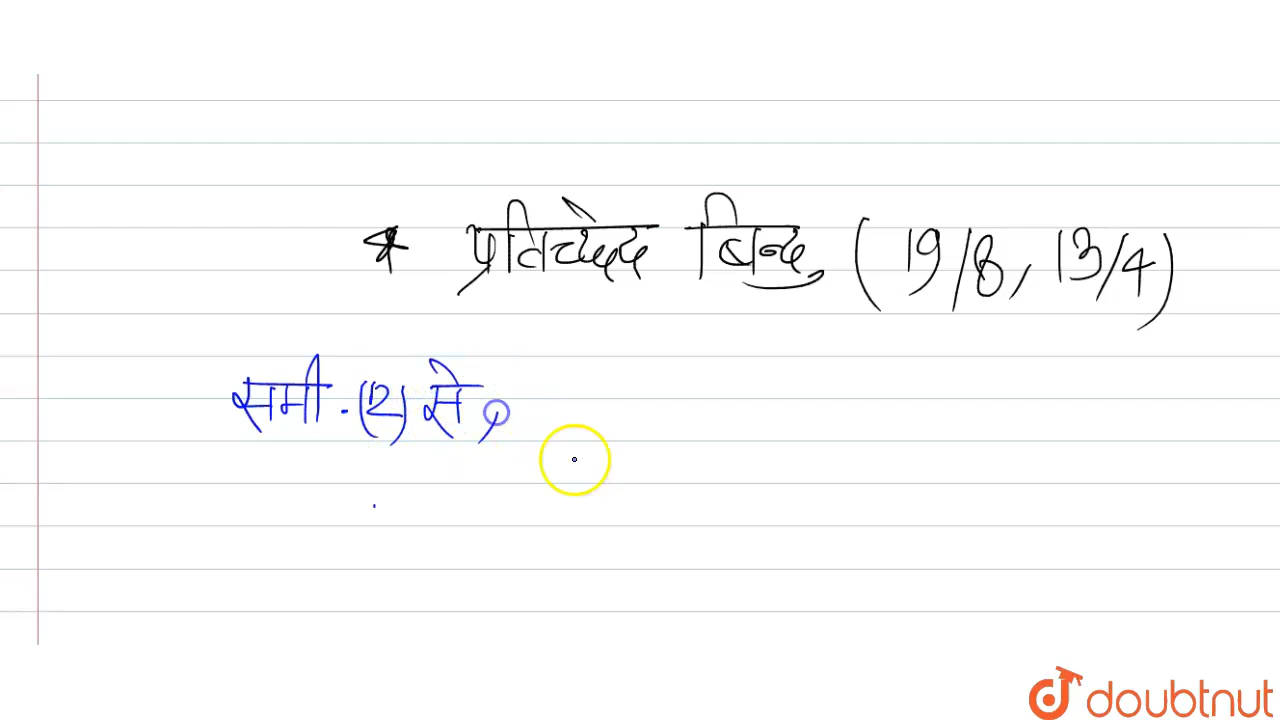 * प्रतिच्छेद बिन्दु (19/8, 13/4)
समी.(2) से,
doubtnut